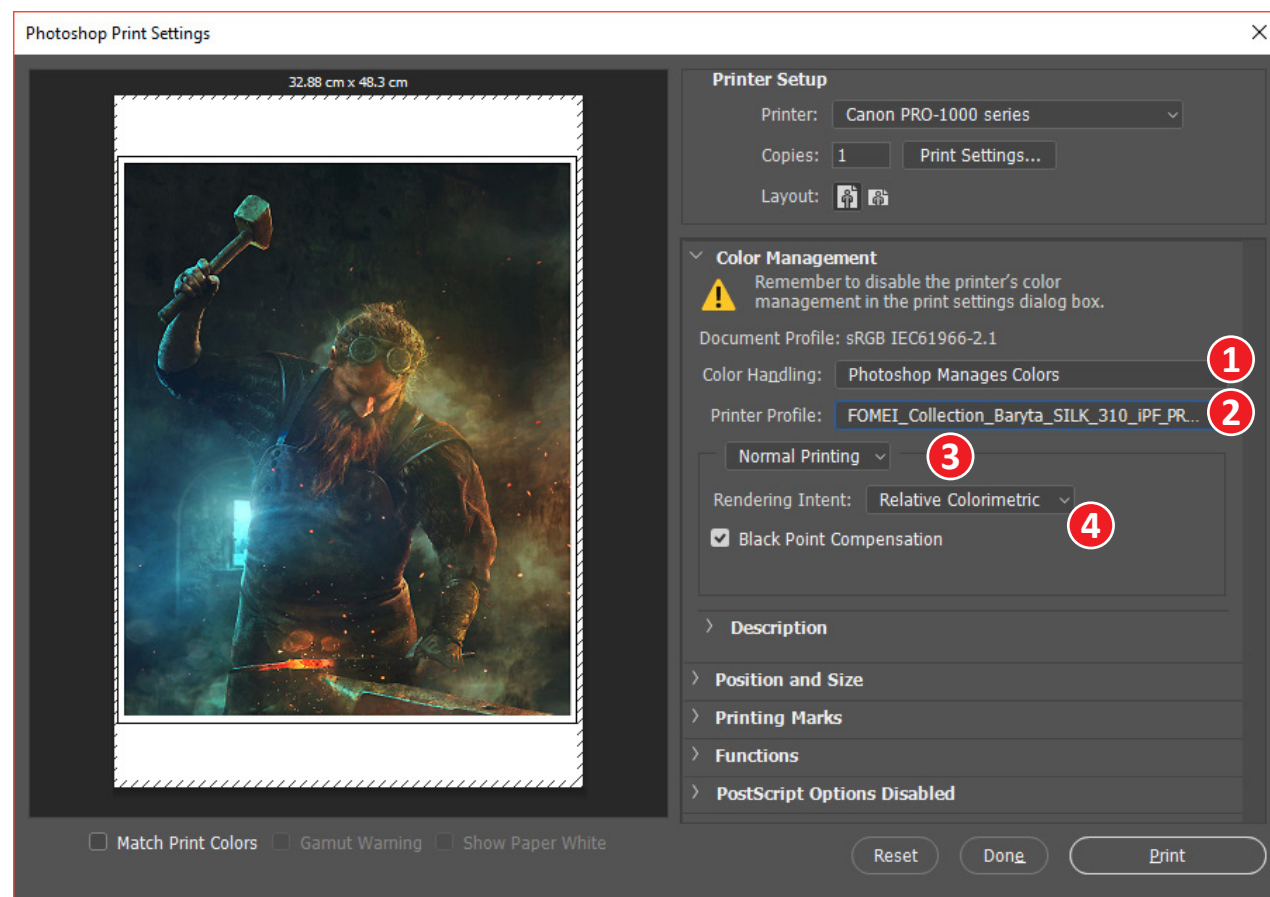 Photoshop Print Settings
32.88 cm x 48.3 cm
Printer Setup
Printer: Canon PRO-1000 series
Copies: 1 Print Settings...
Layout:
Color Management
Remember to disable the printer's color
management in the print settings dialog box.
Document Profile: sRGB IEC61966-2.1
Color Handling: Photoshop Manages Colors 1
Printer Profile: FOMEI_Collection_Baryta_SILK_310_iPF_PR... 2
Normal Printing 3
Rendering Intent: Relative Colorimetric 4
Black Point Compensation
Description
Position and Size
Printing Marks
Functions
PostScript Options Disabled
Match Print Colors Gamut Warning Show Paper White
Reset Done Print